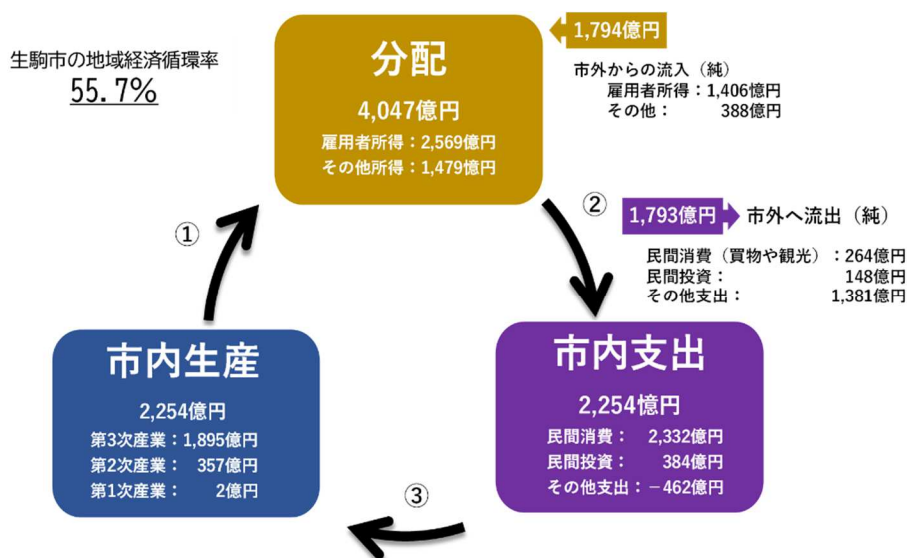 生駒市の地域経済循環率
55.7%
分配
4,047億円
雇用者所得：2,569億円
その他所得：1,479億円
1,794億円
市外からの流入（純）
雇用者所得：1,406億円
その他： 388億円
①
②
1,793億円
市外へ流出（純）
民間消費（買物や観光）：264億円
民間投資： 148億円
その他支出： 1,381億円
市内生産
2,254億円
第3次産業：1,895億円
第2次産業： 357億円
第1次産業： 2億円
市内支出
2,254億円
民間消費： 2,332億円
民間投資： 384億円
その他支出：－462億円
③